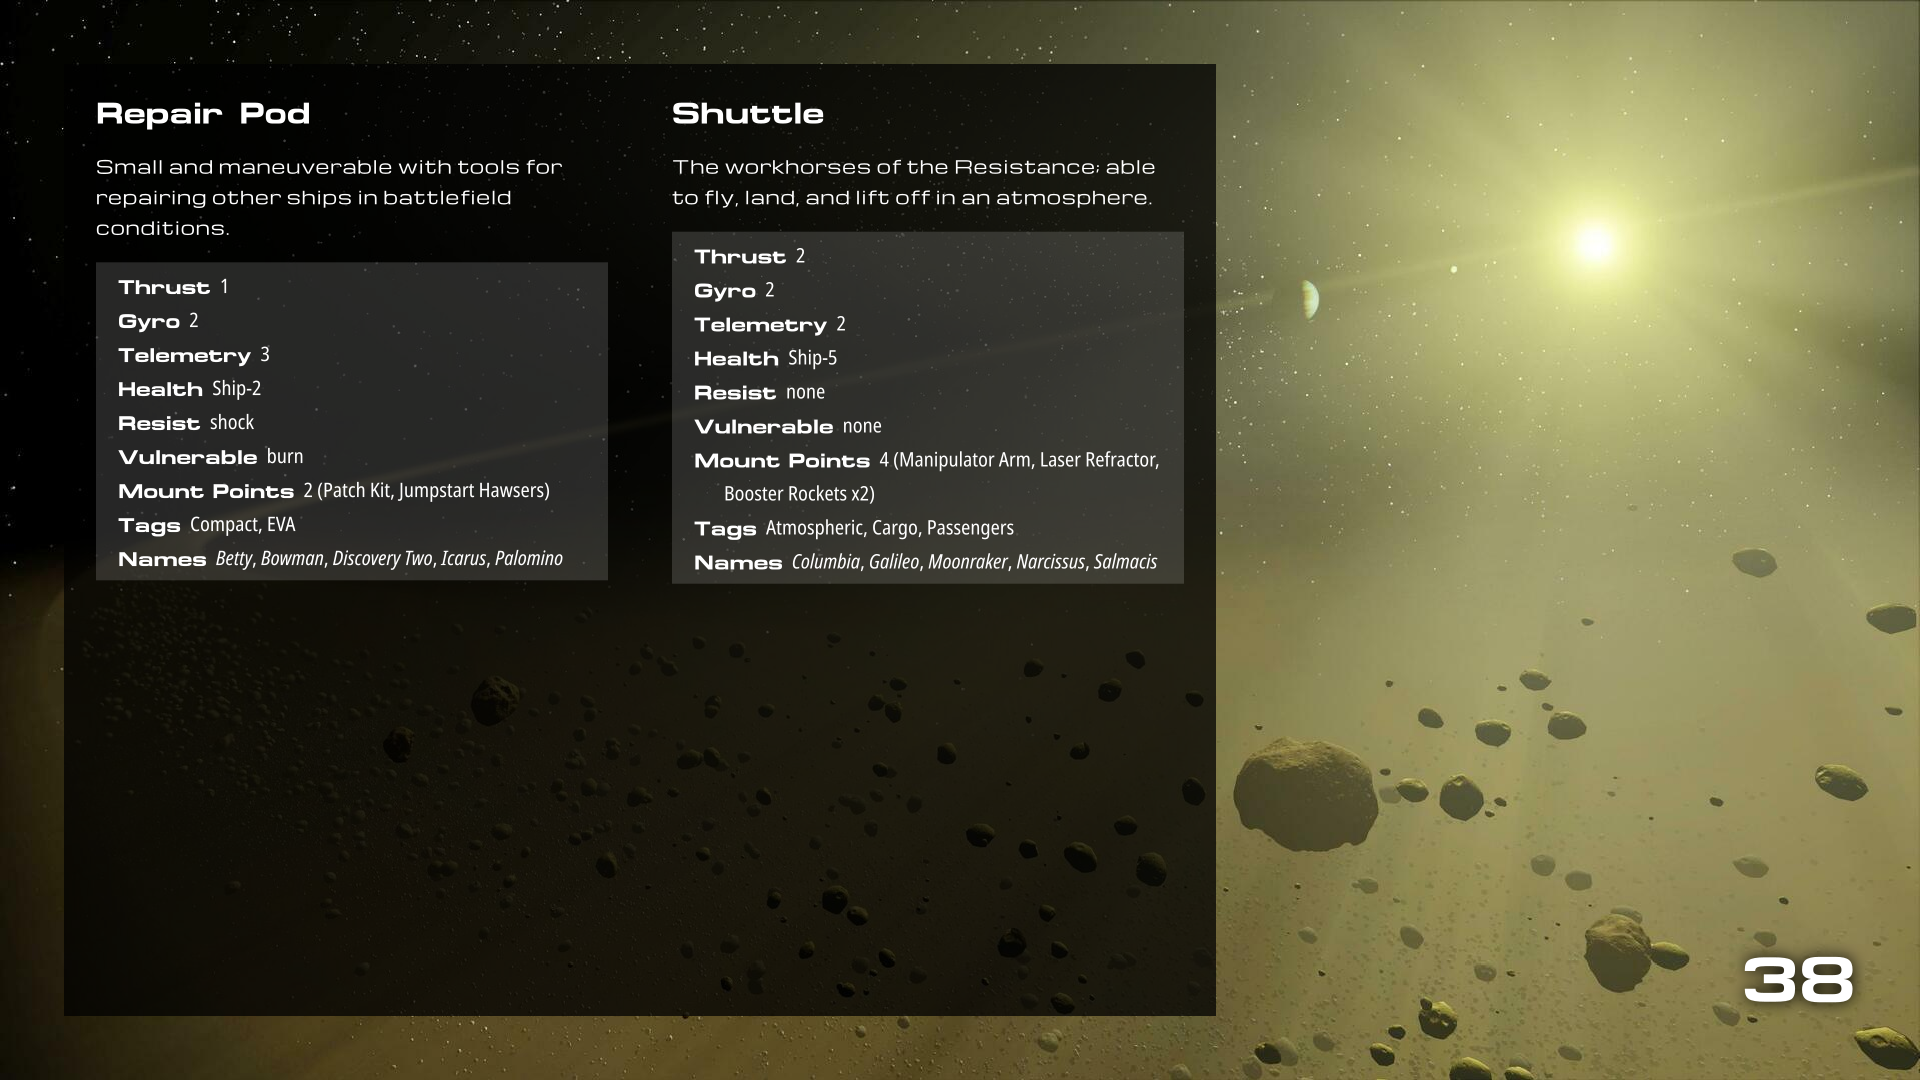 Repair Pod
Small and maneuverable with tools for
repairing other ships in battlefield
conditions.
Thrust 1
Gyro 2
Telemetry 3
Health Ship-2
Resist shock
Vulnerable burn
Mount Points 2 (Patch Kit, Jumpstart Hawsers)
Tags Compact, EVA
Names Betty, Bowman, Discovery Two, Icarus, Palomino
Shuttle
The workhorses of the Resistance; able
to fly, land, and lift off in an atmosphere.
Thrust 2
Gyro 2
Telemetry 2
Health Ship-5
Resist none
Vulnerable none
Mount Points 4 (Manipulator Arm, Laser Refractor,
Booster Rockets x2)
Tags Atmospheric, Cargo, Passengers
Names Columbia, Galileo, Moonraker, Narcissus, Salmacis
38